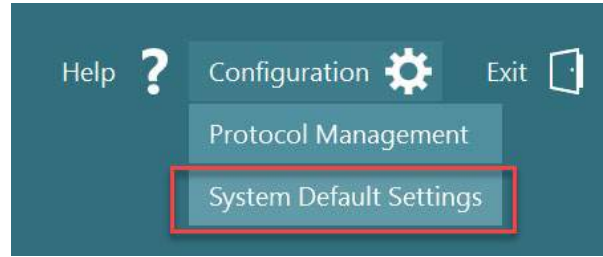 Help ? Configuration Exit
Protocol Management
System Default Settings